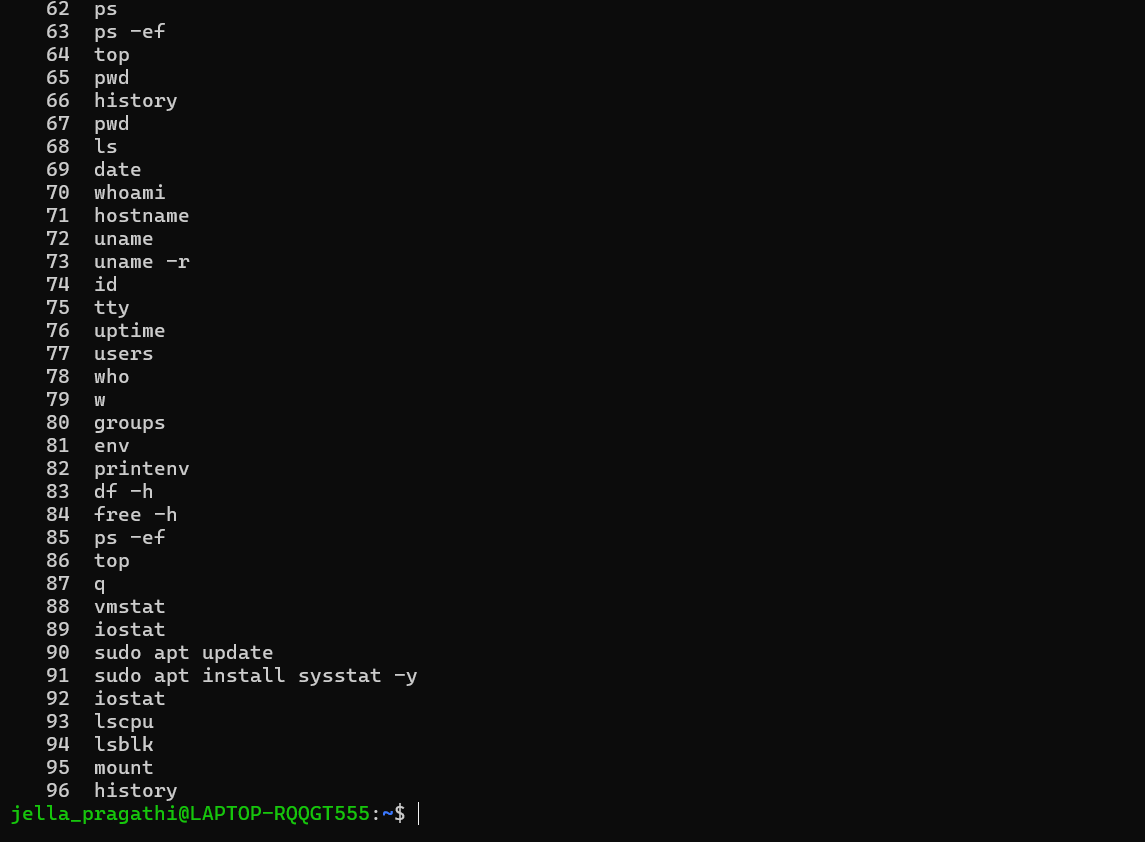 62  ps
63  ps -ef
64  top
65  pwd
66  history
67  pwd
68  ls
69  date
70  whoami
71  hostname
72  uname
73  uname -r
74  id
75  tty
76  uptime
77  users
78  who
79  w
80  groups
81  env
82  printenv
83  df -h
84  free -h
85  ps -ef
86  top
87  q
88  vmstat
89  iostat
90  sudo apt update
91  sudo apt install sysstat -y
92  iostat
93  lscpu
94  lsblk
95  mount
96  history
jella_pragathi@LAPTOP-RQQGT555:~$